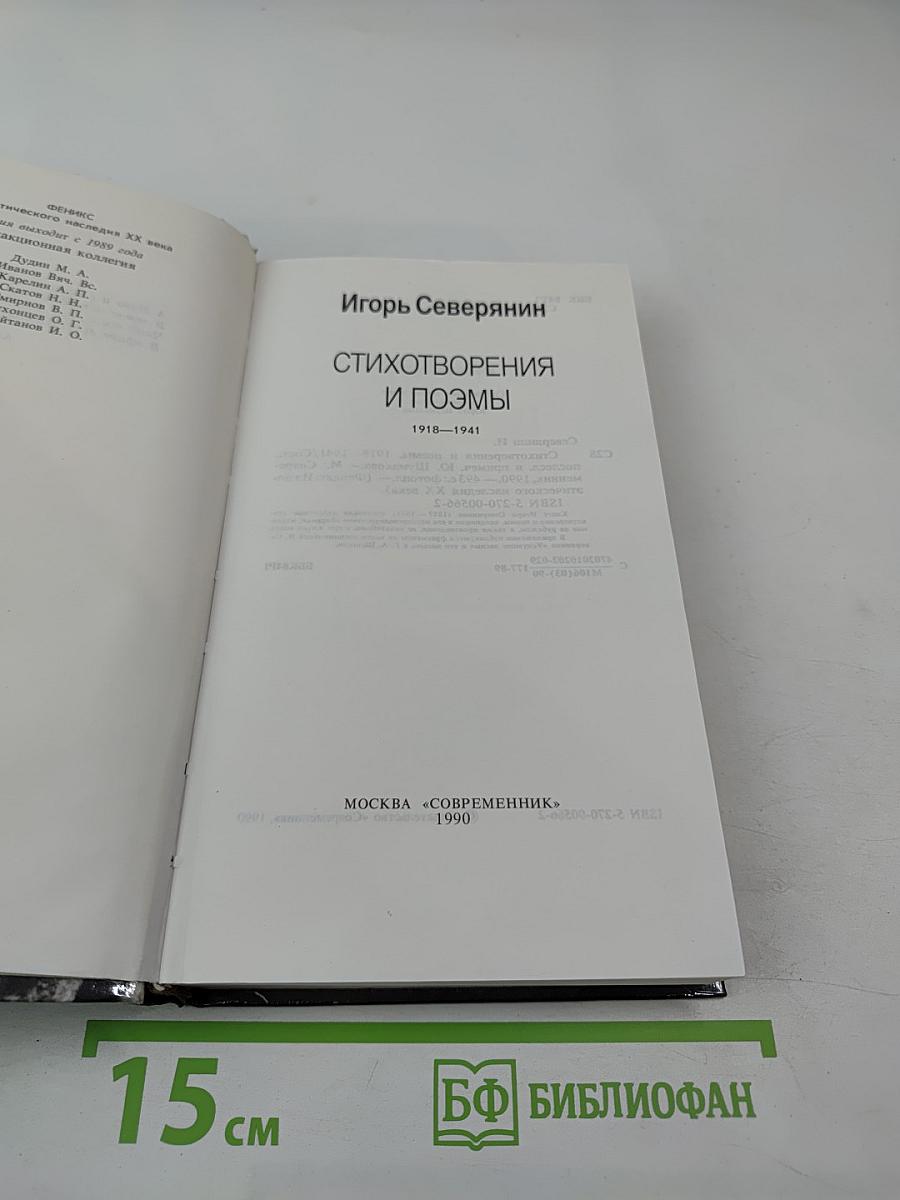 ФЕНИКС
тического наследия XX века
ия выходит с 1989 года
акционная коллегия
Дудин М. А.
Иванов Вяч. Вс.
Карелин А. П.
Скатов Н. Н.
мирнов В. П.
хонцев О. Г.
йтанов И. О.
Игорь Северянин
СТИХОТВОРЕНИЯ
И ПОЭМЫ
1918—1941
МОСКВА «СОВРЕМЕННИК»
1990
15 см
БФ БИБЛИОФАН